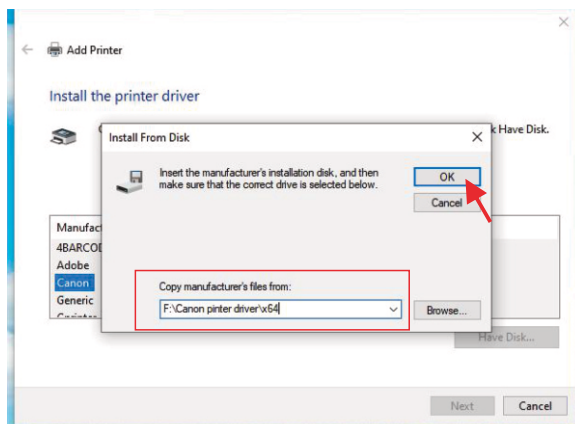 Add Printer
Install the printer driver
k Have Disk.
Install From Disk
Insert the manufacturer's installation disk, and then
make sure that the correct drive is selected below.
OK
Cancel
Manufac
4BARCOD
Adobe
Canon
Generic
Copy manufacturer's files from:
F:\Canon pinter driver\x64
Browse...
Have Disk...
Next
Cancel